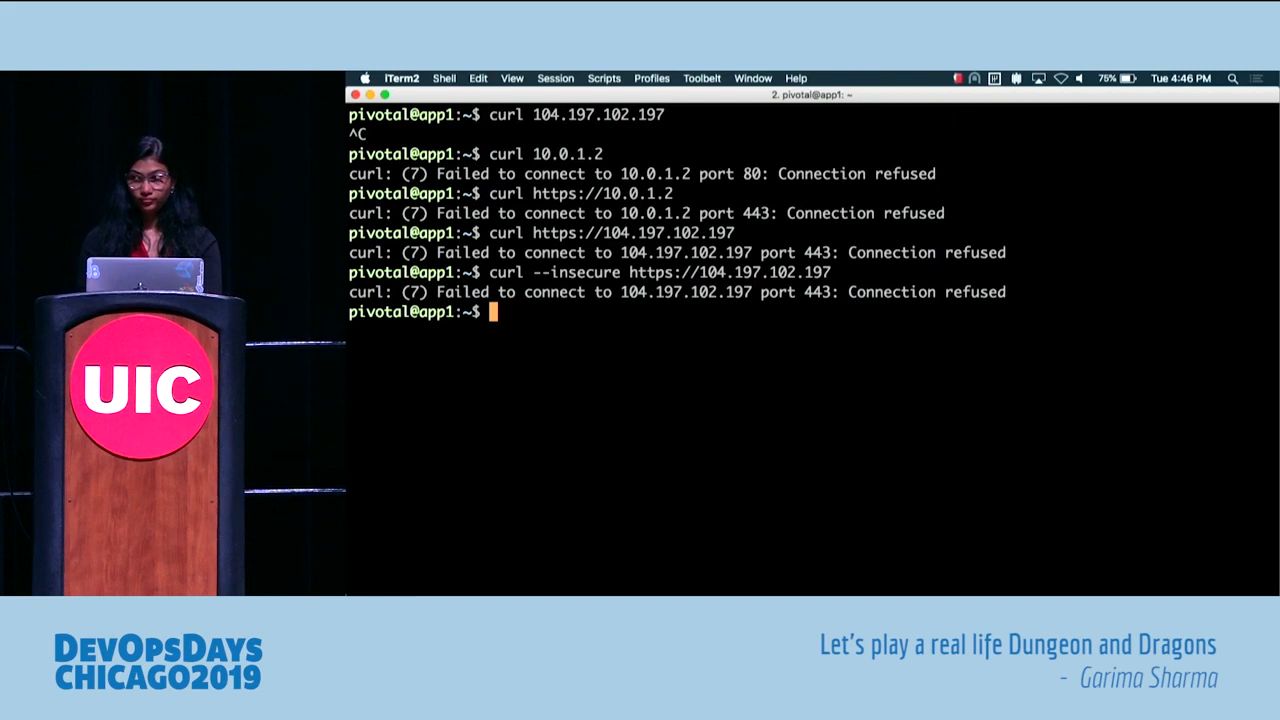 iTerm2 Shell Edit View Session Scripts Profiles Toolbelt Window Help 75% Tue 4:46 PM
2. pivotal@app1: ~
pivotal@app1:~$ curl 104.197.102.197
^C
pivotal@app1:~$ curl 10.0.1.2
curl: (7) Failed to connect to 10.0.1.2 port 80: Connection refused
pivotal@app1:~$ curl https://10.0.1.2
curl: (7) Failed to connect to 10.0.1.2 port 443: Connection refused
pivotal@app1:~$ curl https://104.197.102.197
curl: (7) Failed to connect to 104.197.102.197 port 443: Connection refused
pivotal@app1:~$ curl --insecure https://104.197.102.197
curl: (7) Failed to connect to 104.197.102.197 port 443: Connection refused
pivotal@app1:~$
UIC
DEVOPSDAYS
CHICAGO2019
Let's play a real life Dungeon and Dragons
- Garima Sharma